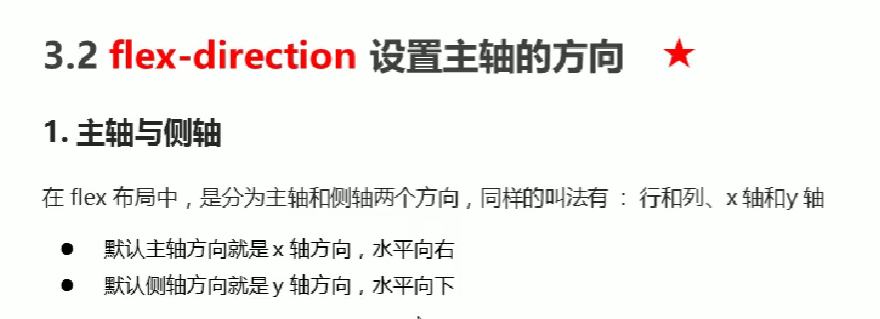 3.2 flex-direction 设置主轴的方向 ★
1. 主轴与侧轴
在 flex 布局中，是分为主轴和侧轴两个方向，同样的叫法有 ： 行和列、x 轴和y 轴
● 默认主轴方向就是 x 轴方向，水平向右
● 默认侧轴方向就是 y 轴方向，水平向下